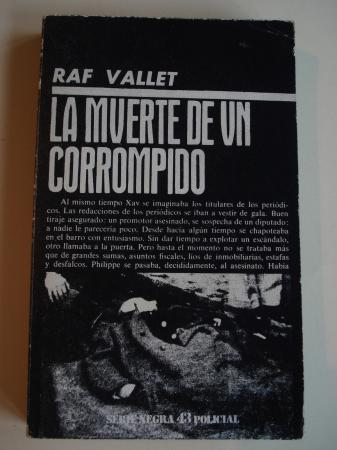 RAF VALLET
LA MUERTE DE UN
CORROMPIDO
Al mismo tiempo Xav se imaginaba los titulares de los periódi-
cos. Las redacciones de los periódicos se iban a vestir de gala. Buen
tiraje asegurado: un promotor asesinado, se sospecha de un diputado:
a nadie le parecería poco. Desde hacía algún tiempo se chapoteaba
en el barro con entusiasmo. Sin dar tiempo a explotar un escándalo,
otro llamaba a la puerta. Pero hasta el momento no se trataba más
que de grandes sumas, asuntos fiscales, líos de inmobiliarias, estafas
y desfalcos. Philippe se pasaba, decididamente, al asesinato. Había
SERIE NEGRA 43 POLICIAL